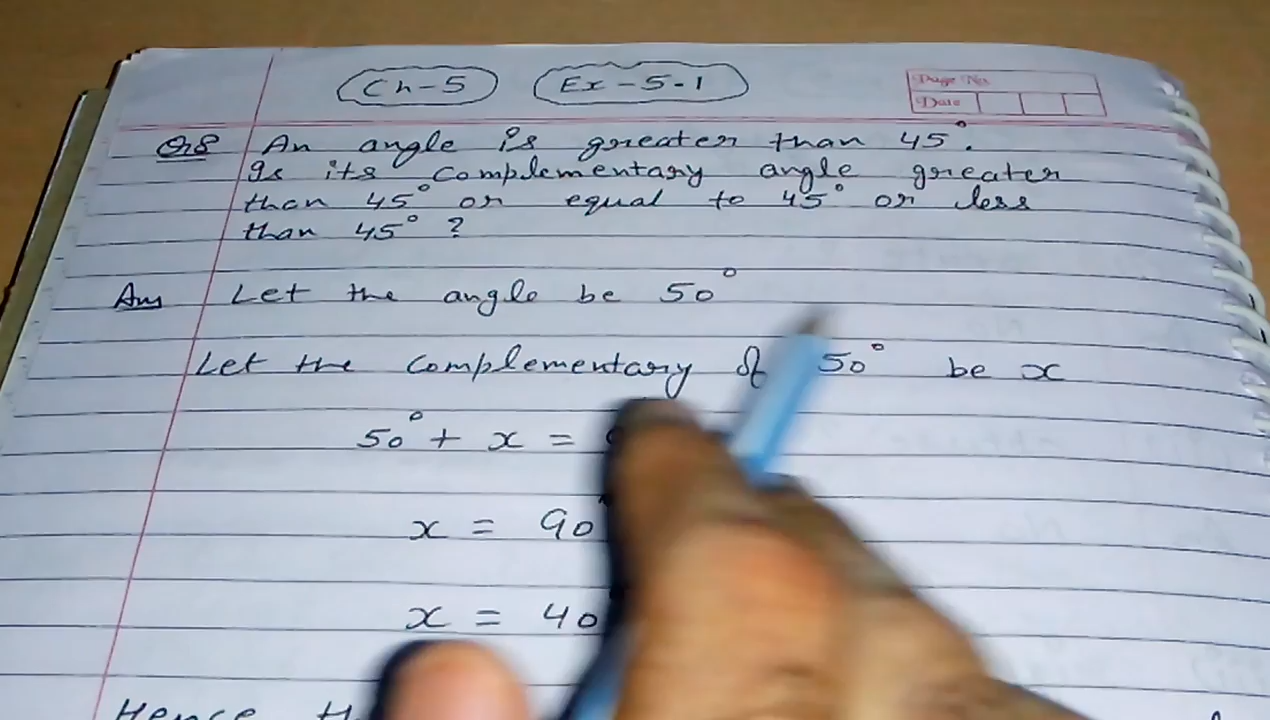 Ch-5 Ex-5.1
Page No.
Date
Q8 An angle is greater than 45°.
Is its complementary angle greater
than 45° or equal to 45° or less
than 45° ?
Ans Let the angle be 50°
Let the complementary of 50° be x
50° + x =
x = 90
x = 40
Hence